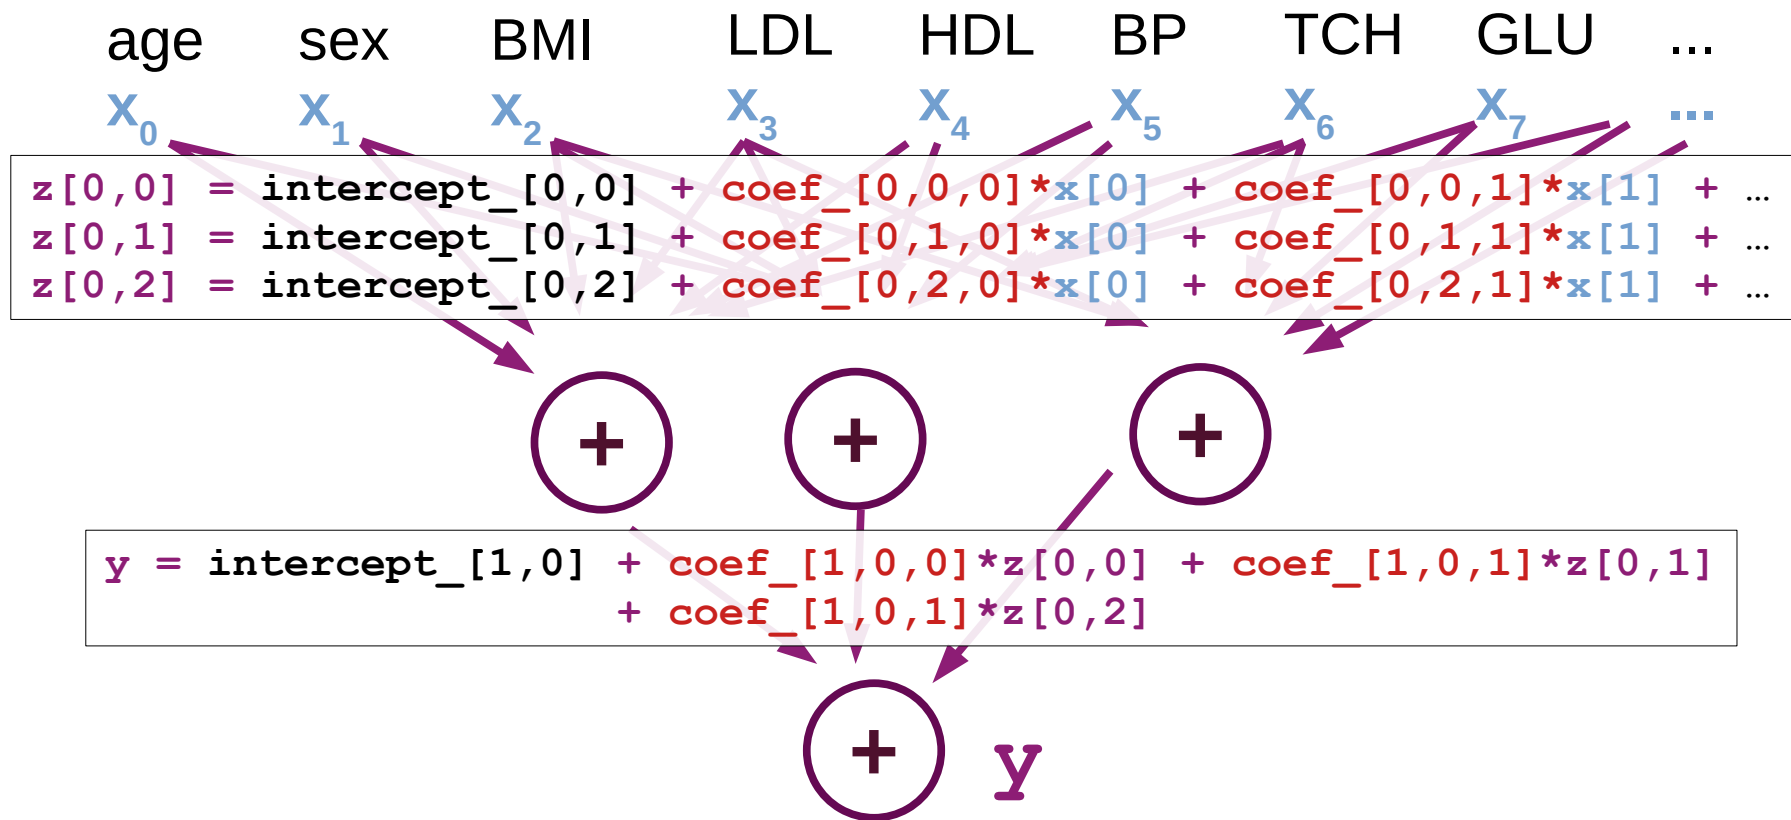 age sex BMI LDL HDL BP TCH GLU ...
x0 x1 x2 x3 x4 x5 x6 x7 ...
z[0,0] = intercept_[0,0] + coef_[0,0,0]*x[0] + coef_[0,0,1]*x[1] + …
z[0,1] = intercept_[0,1] + coef_[0,1,0]*x[0] + coef_[0,1,1]*x[1] + …
z[0,2] = intercept_[0,2] + coef_[0,2,0]*x[0] + coef_[0,2,1]*x[1] + …
+ + +
y = intercept_[1,0] + coef_[1,0,0]*z[0,0] + coef_[1,0,1]*z[0,1]
+ coef_[1,0,1]*z[0,2]
+ y